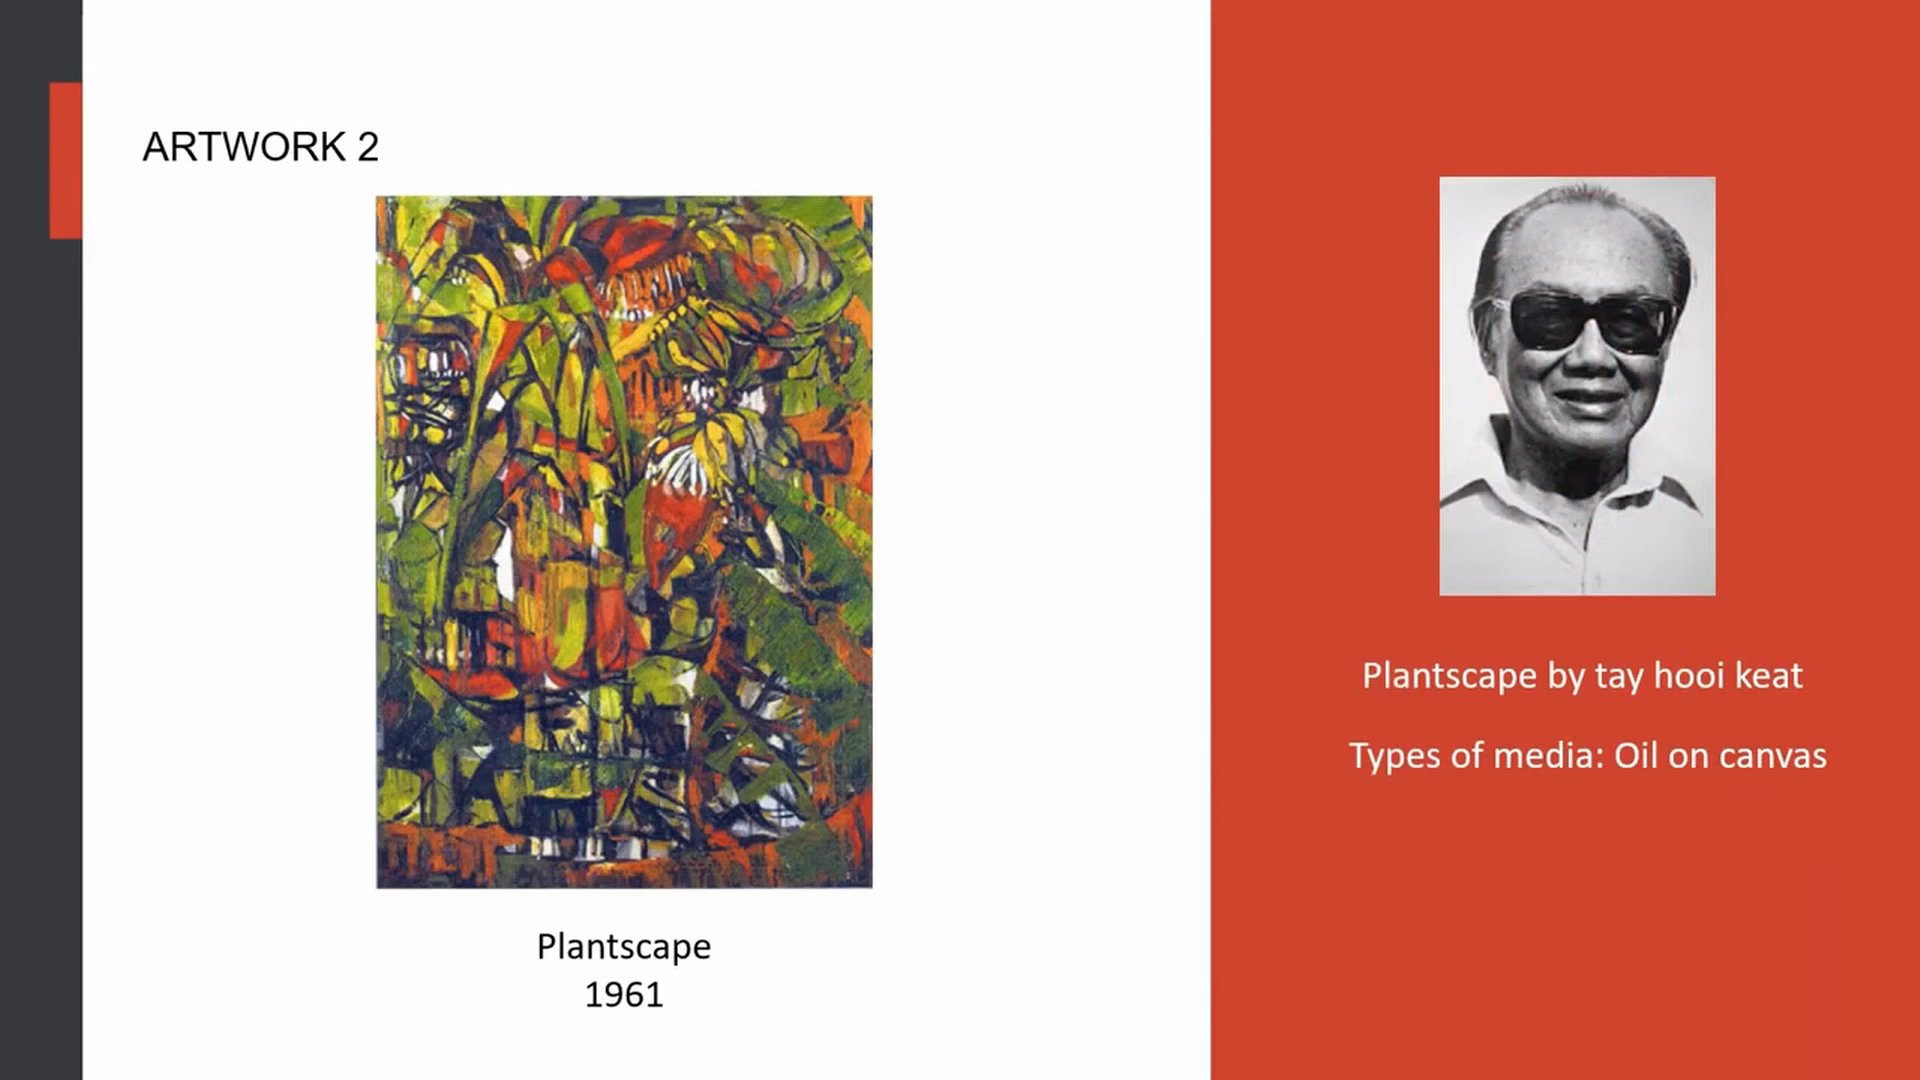 ARTWORK 2
Plantscape
1961
Plantscape by tay hooi keat
Types of media: Oil on canvas